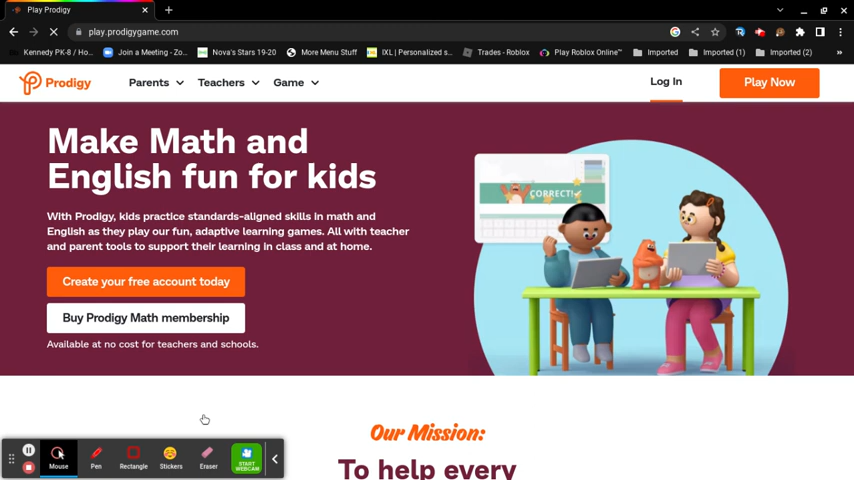 Play Prodigy
play.prodigygame.com
Kennedy PK-8 / Ho...
Join a Meeting - Zo...
Nova's Stars 19-20
More Menu Stuff
IXL | Personalized s...
Trades - Roblox
Play Roblox Online™
Imported
Imported (1)
Imported (2)
Prodigy
Parents
Teachers
Game
Log In
Play Now
Make Math and
English fun for kids
With Prodigy, kids practice standards-aligned skills in math and
English as they play our fun, adaptive learning games. All with teacher
and parent tools to support their learning in class and at home.
CORRECT!
Create your free account today
Buy Prodigy Math membership
Available at no cost for teachers and schools.
Our Mission:
To help every
Mouse
Pen
Rectangle
Stickers
Eraser
START
WEBCAM